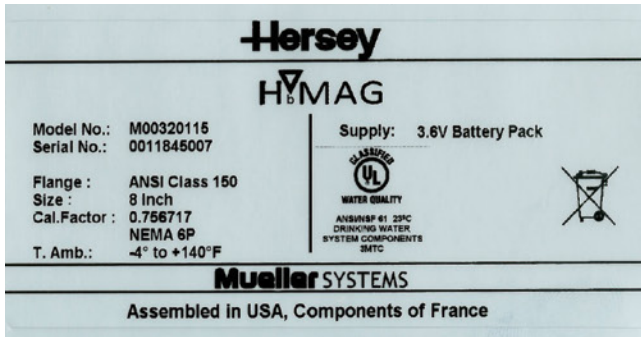 Hersey
HbMAG
Model No.: M00320115
Serial No.: 0011845007
Flange : ANSI Class 150
Size : 8 Inch
Cal.Factor : 0.756717
NEMA 6P
T. Amb.: -4° to +140°F
Supply: 3.6V Battery Pack
CLASSIFIED
UL
WATER QUALITY
ANSI/NSF 61 23°C
DRINKING WATER
SYSTEM COMPONENTS
3MTC
Mueller SYSTEMS
Assembled in USA, Components of France